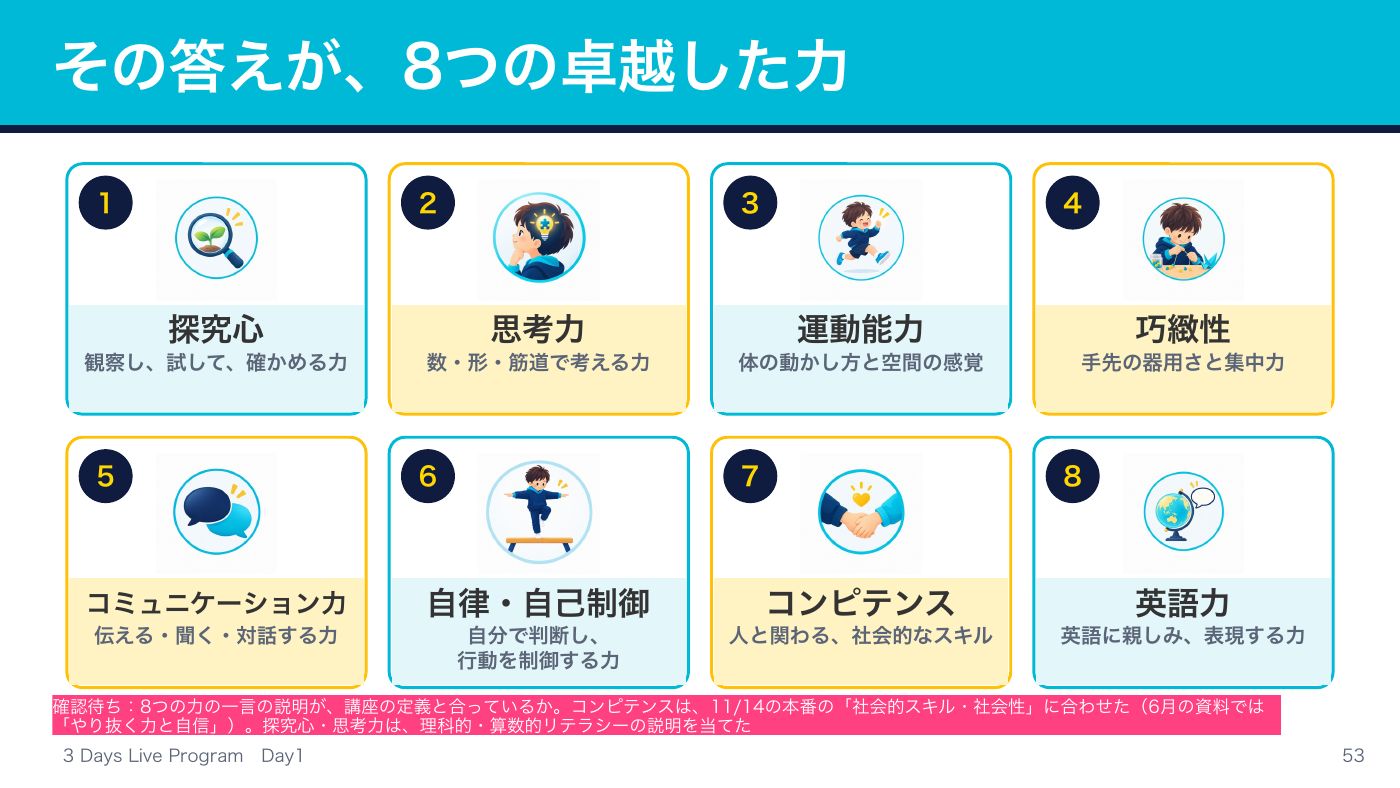 その答えが、8つの卓越した力
1
探究心
観察し、試して、確かめる力
2
思考力
数・形・筋道で考える力
3
運動能力
体の動かし方と空間の感覚
4
巧緻性
手先の器用さと集中力
5
コミュニケーション力
伝える・聞く・対話する力
6
自律・自己制御
自分で判断し、
行動を制御する力
7
コンピテンス
人と関わる、社会的なスキル
8
英語力
英語に親しみ、表現する力
確認待ち：8つの力の一言の説明が、講座の定義と合っているか。コンピテンスは、11/14の本番の「社会的スキル・社会性」に合わせた（6月の資料では
「やり抜く力と自信」）。探究心・思考力は、理科的・算数的リテラシーの説明を当てた
3 Days Live Program　Day1
53